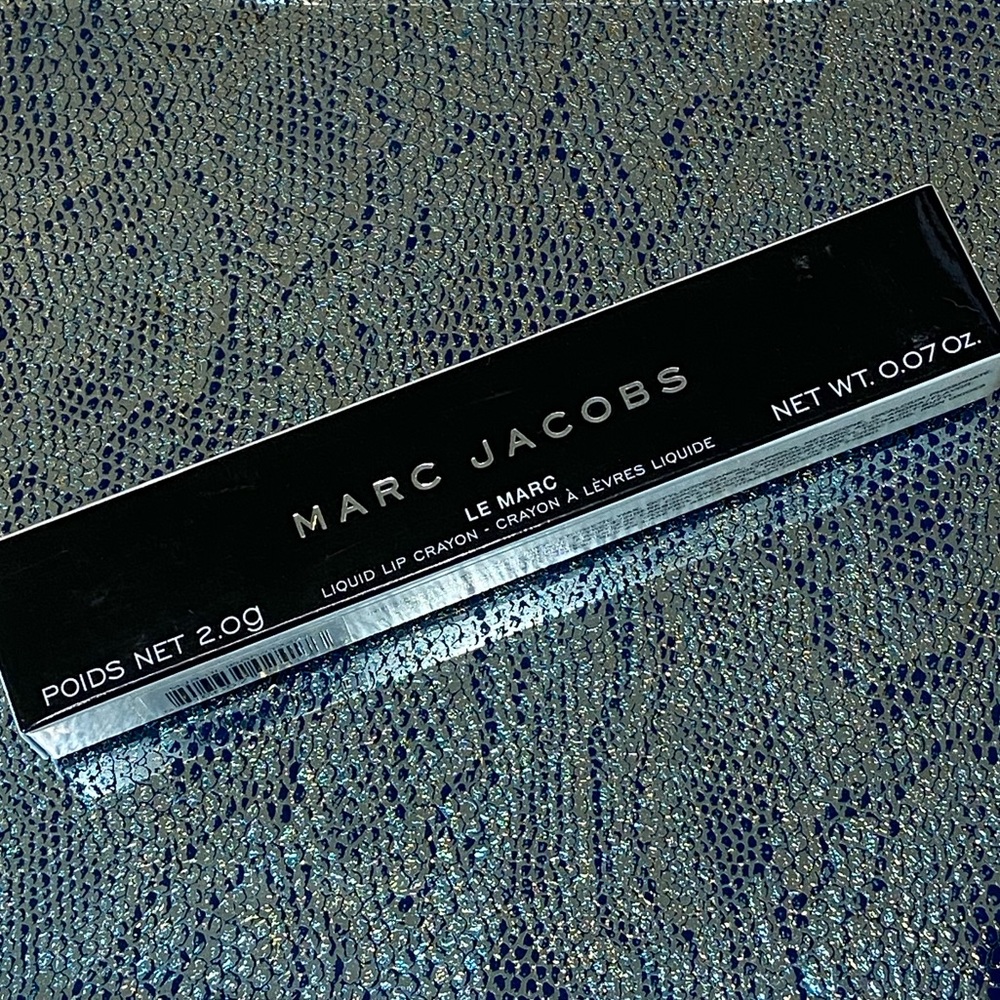 MARC JACOBS
LE MARC
LIQUID LIP CRAYON - CRAYON À LÈVRES LIQUIDE
POIDS NET 2.0g
NET WT. 0.07 Oz.